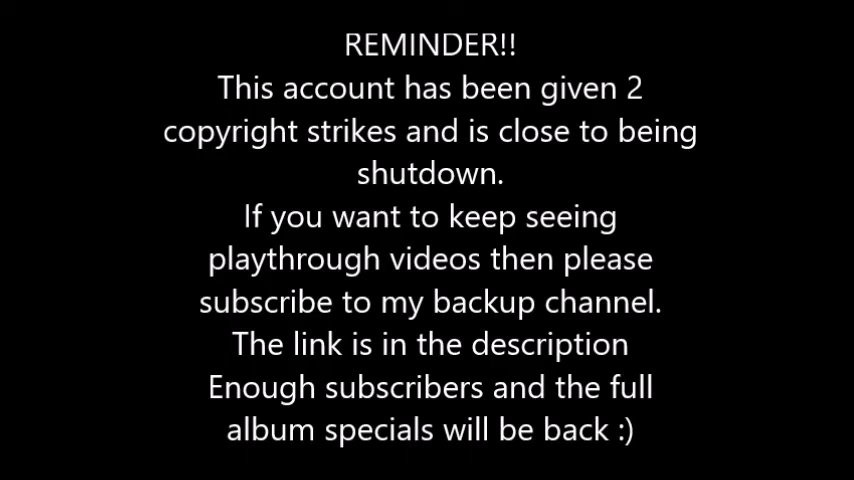 REMINDER!!
This account has been given 2
copyright strikes and is close to being
shutdown.
If you want to keep seeing
playthrough videos then please
subscribe to my backup channel.
The link is in the description
Enough subscribers and the full
album specials will be back :)